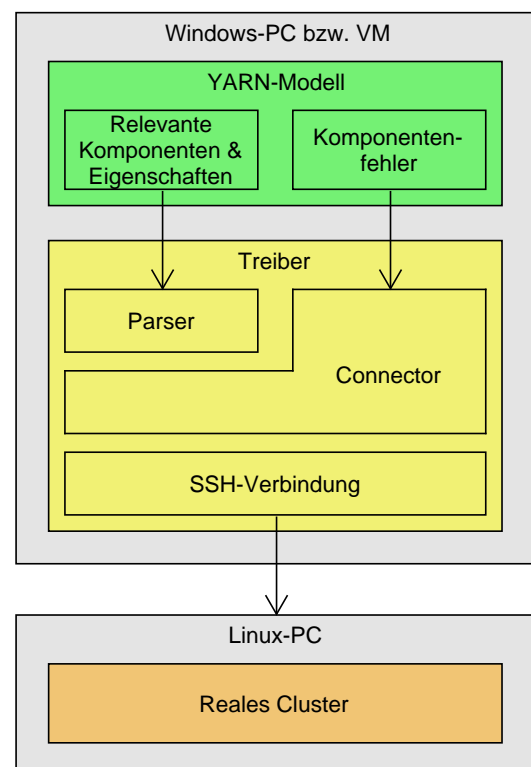 Windows-PC bzw. VM
YARN-Modell
Relevante
Komponenten &
Eigenschaften
Komponenten-
fehler
Treiber
Parser
Connector
SSH-Verbindung
Linux-PC
Reales Cluster